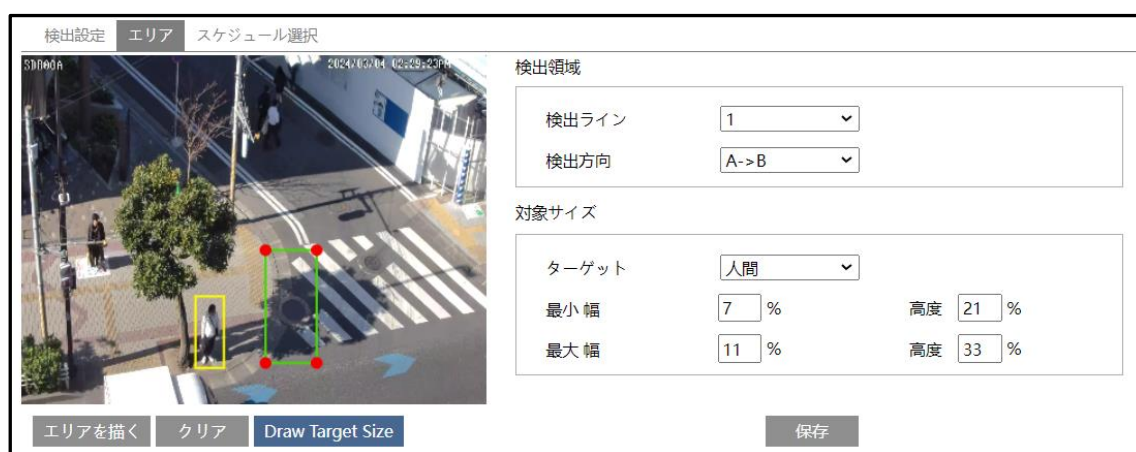 検出設定 エリア スケジュール選択
SDB00A 2024/03/04 02:29:23PM
検出領域
検出ライン 1
検出方向 A->B
対象サイズ
ターゲット 人間
最小 幅 7 % 高度 21 %
最大 幅 11 % 高度 33 %
エリアを描く クリア Draw Target Size 保存